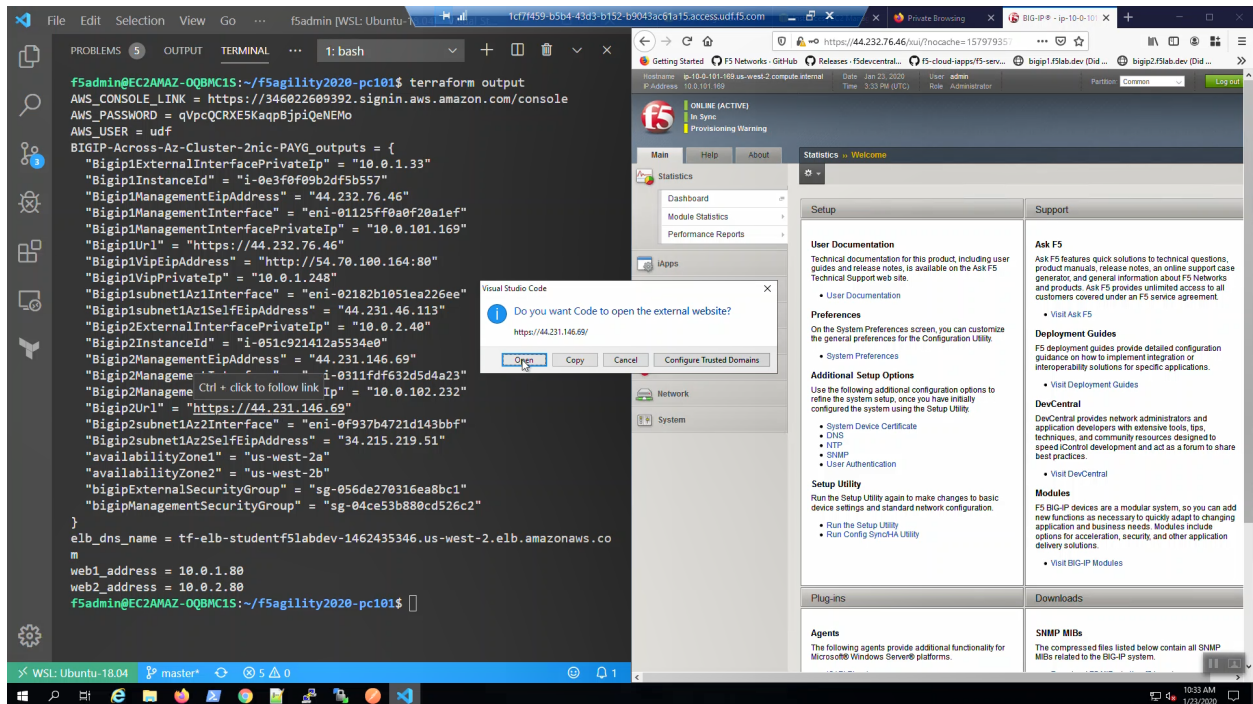 File Edit Selection View Go ··· f5admin [WSL: Ubuntu-1
1cf7f459-b5b4-43d3-b152-b9043ac61a15.access.udf.f5.com
Private Browsing
BIG-IP® - ip-10-0-101
PROBLEMS 5 OUTPUT TERMINAL ··· 1: bash
f5admin@EC2AMAZ-OQBMC1S:~/f5agility2020-pc101$ terraform output
AWS_CONSOLE_LINK = https://346022609392.signin.aws.amazon.com/console
AWS_PASSWORD = qVpcQCRXE5KaqpBjpiQeNEMo
AWS_USER = udf
BIGIP-Across-Az-Cluster-2nic-PAYG_outputs = {
"Bigip1ExternalInterfacePrivateIp" = "10.0.1.33"
"Bigip1InstanceId" = "i-0e3f0f09b2df5b557"
"Bigip1ManagementEipAddress" = "44.232.76.46"
"Bigip1ManagementInterface" = "eni-01125ff0a0f20a1ef"
"Bigip1ManagementInterfacePrivateIp" = "10.0.101.169"
"Bigip1Url" = "https://44.232.76.46"
"Bigip1VipEipAddress" = "http://54.70.100.164:80"
"Bigip1VipPrivateIp" = "10.0.1.248"
"Bigip1subnet1Az1Interface" = "eni-02182b1051ea226ee"
"Bigip1subnet1Az1SelfEipAddress" = "44.231.46.113"
"Bigip2ExternalInterfacePrivateIp" = "10.0.2.40"
"Bigip2InstanceId" = "i-051c921412a5534e0"
"Bigip2ManagementEipAddress" = "44.231.146.69"
"Bigip2Manageme i-0311fdf632d5d4a23"
"Bigip2Manageme Ip" = "10.0.102.232"
Ctrl + click to follow link
"Bigip2Url" = "https://44.231.146.69"
"Bigip2subnet1Az2Interface" = "eni-0f937b4721d143bbf"
"Bigip2subnet1Az2SelfEipAddress" = "34.215.219.51"
"availabilityZone1" = "us-west-2a"
"availabilityZone2" = "us-west-2b"
"bigipExternalSecurityGroup" = "sg-056de270316ea8bc1"
"bigipManagementSecurityGroup" = "sg-04ce53b880cd526c2"
}
elb_dns_name = tf-elb-studentf5labdev-1462435346.us-west-2.elb.amazonaws.co
m
web1_address = 10.0.1.80
web2_address = 10.0.2.80
f5admin@EC2AMAZ-OQBMC1S:~/f5agility2020-pc101$
3
WSL: Ubuntu-18.04 master* 5 0 1
Visual Studio Code
Do you want Code to open the external website?
https://44.231.146.69/
Open Copy Cancel Configure Trusted Domains
https://44.232.76.46/xui/?nocache=157979357
Getting Started F5 Networks · GitHub Releases · f5devcentral... f5-cloud-iapps/f5-serv... bigip1.f5lab.dev (Did ... bigip2.f5lab.dev (Did ...
Hostname ip-10-0-101-169.us-west-2.compute.internal Date Jan 23, 2020 User admin
IP Address 10.0.101.169 Time 3:33 PM (UTC) Role Administrator
Partition: Common Log out
f5
ONLINE (ACTIVE)
In Sync
Provisioning Warning
Main Help About
Statistics » Welcome
Statistics
Dashboard
Module Statistics
Performance Reports
iApps
Network
System
Setup
User Documentation
Technical documentation for this product, including user
guides and release notes, is available on the Ask F5
Technical Support web site.
User Documentation
Preferences
On the System Preferences screen, you can customize
the general preferences for the Configuration Utility.
System Preferences
Additional Setup Options
Use the following additional configuration options to
refine the system setup, once you have initially
configured the system using the Setup Utility.
System Device Certificate
DNS
NTP
SNMP
User Authentication
Setup Utility
Run the Setup Utility again to make changes to basic
device settings and standard network configuration.
Run the Setup Utility
Run Config Sync/HA Utility
Plug-ins
Agents
The following agents provide additional functionality for
Microsoft® Windows Server® platforms.
Support
Ask F5
Ask F5 features quick solutions to technical questions,
product manuals, release notes, an online support case
generator, and general information about F5 Networks
and products. Ask F5 provides unlimited access to all
customers covered under an F5 service agreement.
Visit Ask F5
Deployment Guides
F5 deployment guides provide detailed configuration
guidance on how to implement integration or
interoperability solutions for specific applications.
Visit Deployment Guides
DevCentral
DevCentral provides network administrators and
application developers with extensive tools, tips,
techniques, and community resources designed to
speed iControl development and act as a forum to share
best practices.
Visit DevCentral
Modules
F5 BIG-IP devices are a modular system, so you can add
new functions as necessary to quickly adapt to changing
application and business needs. Modules include
options for acceleration, security, and other application
delivery solutions.
Visit BIG-IP Modules
Downloads
SNMP MIBs
The compressed files listed below contain all SNMP
MIBs related to the BIG-IP system.
10:33 AM
1/23/2020